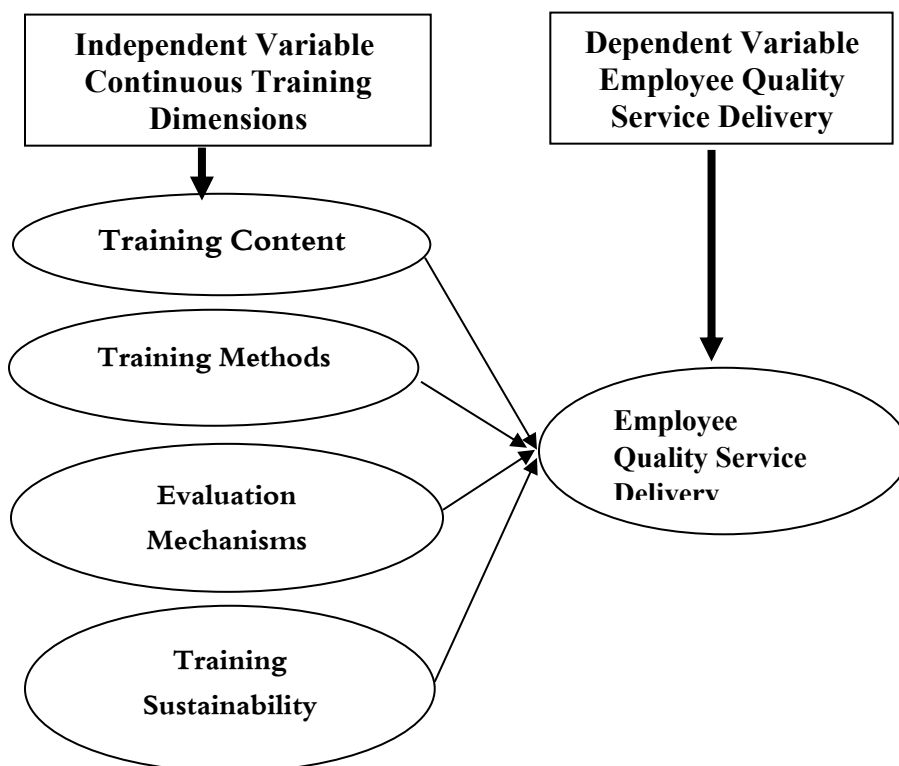 Independent Variable
Continuous Training
Dimensions
Dependent Variable
Employee Quality
Service Delivery
Training Content
Training Methods
Evaluation
Mechanisms
Training
Sustainability
Employee
Quality Service
Delivery